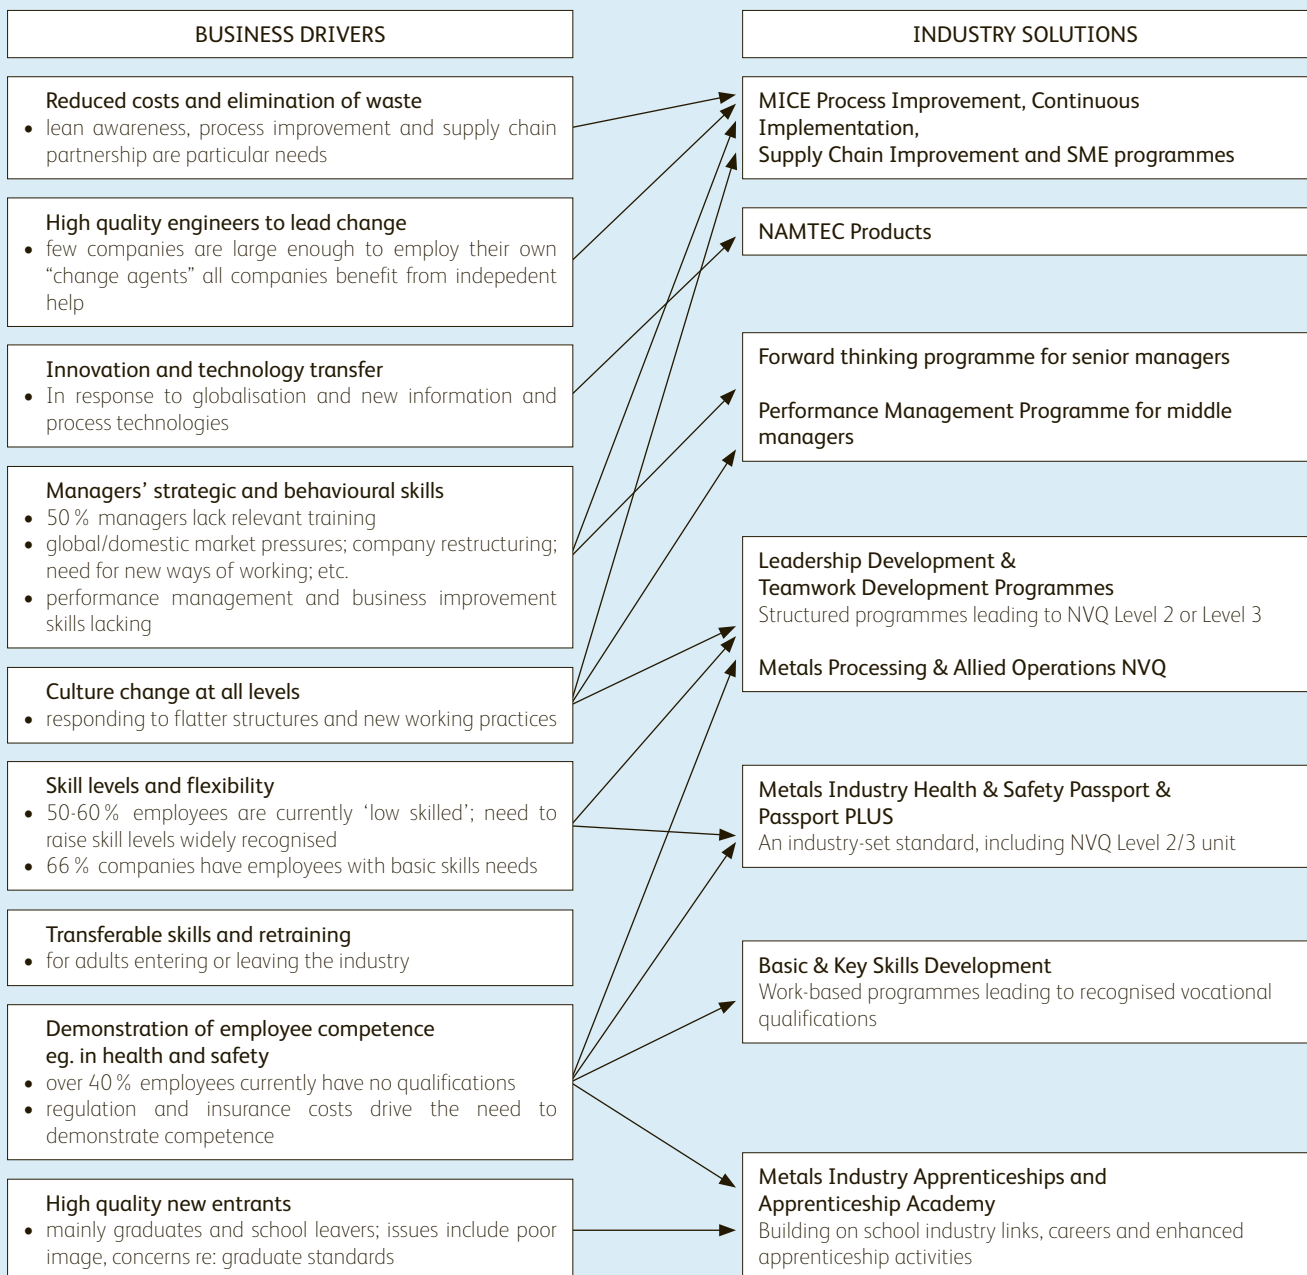 BUSINESS DRIVERS
Reduced costs and elimination of waste
• lean awareness, process improvement and supply chain
partnership are particular needs
High quality engineers to lead change
• few companies are large enough to employ their own
“change agents” all companies benefit from indepedent
help
Innovation and technology transfer
• In response to globalisation and new information and
process technologies
Managers’ strategic and behavioural skills
• 50 % managers lack relevant training
• global/domestic market pressures; company restructuring;
need for new ways of working; etc.
• performance management and business improvement
skills lacking
Culture change at all levels
• responding to flatter structures and new working practices
Skill levels and flexibility
• 50-60 % employees are currently ‘low skilled’; need to
raise skill levels widely recognised
• 66 % companies have employees with basic skills needs
Transferable skills and retraining
• for adults entering or leaving the industry
Demonstration of employee competence
eg. in health and safety
• over 40 % employees currently have no qualifications
• regulation and insurance costs drive the need to
demonstrate competence
High quality new entrants
• mainly graduates and school leavers; issues include poor
image, concerns re: graduate standards
INDUSTRY SOLUTIONS
MICE Process Improvement, Continuous
Implementation,
Supply Chain Improvement and SME programmes
NAMTEC Products
Forward thinking programme for senior managers
Performance Management Programme for middle
managers
Leadership Development &
Teamwork Development Programmes
Structured programmes leading to NVQ Level 2 or Level 3
Metals Processing & Allied Operations NVQ
Metals Industry Health & Safety Passport &
Passport PLUS
An industry-set standard, including NVQ Level 2/3 unit
Basic & Key Skills Development
Work-based programmes leading to recognised vocational
qualifications
Metals Industry Apprenticeships and
Apprenticeship Academy
Building on school industry links, careers and enhanced
apprenticeship activities